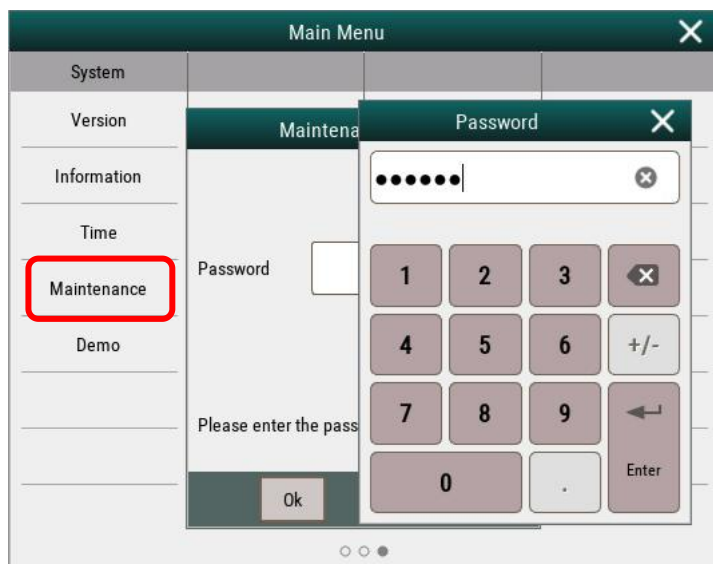 Main Menu
System
Version
Information
Time
Maintenance
Demo
Maintena
Password
Please enter the pass
Ok
Password
••••••
1 2 3
4 5 6 +/-
7 8 9
Enter
0 .